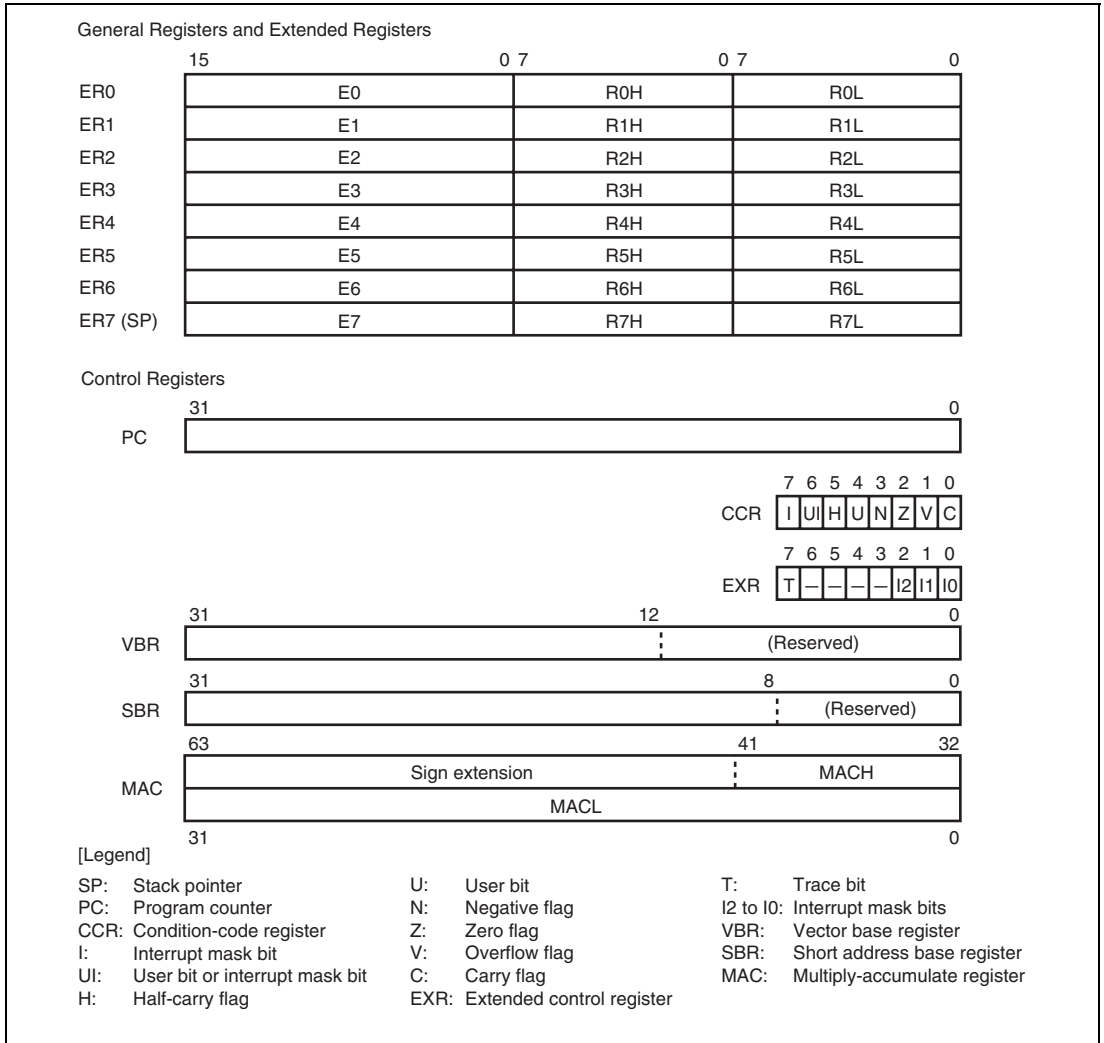 General Registers and Extended Registers
15 0 7 0 7 0
ER0 E0 R0H R0L
ER1 E1 R1H R1L
ER2 E2 R2H R2L
ER3 E3 R3H R3L
ER4 E4 R4H R4L
ER5 E5 R5H R5L
ER6 E6 R6H R6L
ER7 (SP) E7 R7H R7L
Control Registers
31 0
PC
7 6 5 4 3 2 1 0
CCR I UI H U N Z V C
7 6 5 4 3 2 1 0
EXR T — — — — I2 I1 I0
31 12 0
VBR (Reserved)
31 8 0
SBR (Reserved)
63 41 32
MAC Sign extension MACH
MACL
31 0
[Legend]
SP: Stack pointer U: User bit T: Trace bit
PC: Program counter N: Negative flag I2 to I0: Interrupt mask bits
CCR: Condition-code register Z: Zero flag VBR: Vector base register
I: Interrupt mask bit V: Overflow flag SBR: Short address base register
UI: User bit or interrupt mask bit C: Carry flag MAC: Multiply-accumulate register
H: Half-carry flag EXR: Extended control register